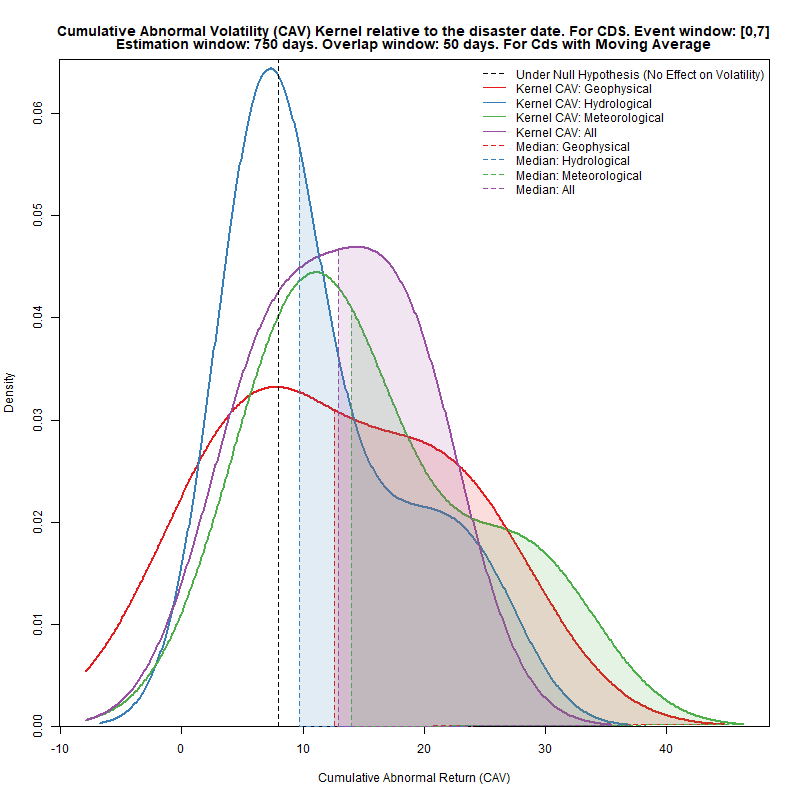 Cumulative Abnormal Volatility (CAV) Kernel relative to the disaster date. For CDS. Event window: [0,7]
Estimation window: 750 days. Overlap window: 50 days. For Cds with Moving Average
Under Null Hypothesis (No Effect on Volatility)
Kernel CAV: Geophysical
Kernel CAV: Hydrological
Kernel CAV: Meteorological
Kernel CAV: All
Median: Geophysical
Median: Hydrological
Median: Meteorological
Median: All
Density
0.06
0.05
0.04
0.03
0.02
0.01
0.00
-10 0 10 20 30 40
Cumulative Abnormal Return (CAV)